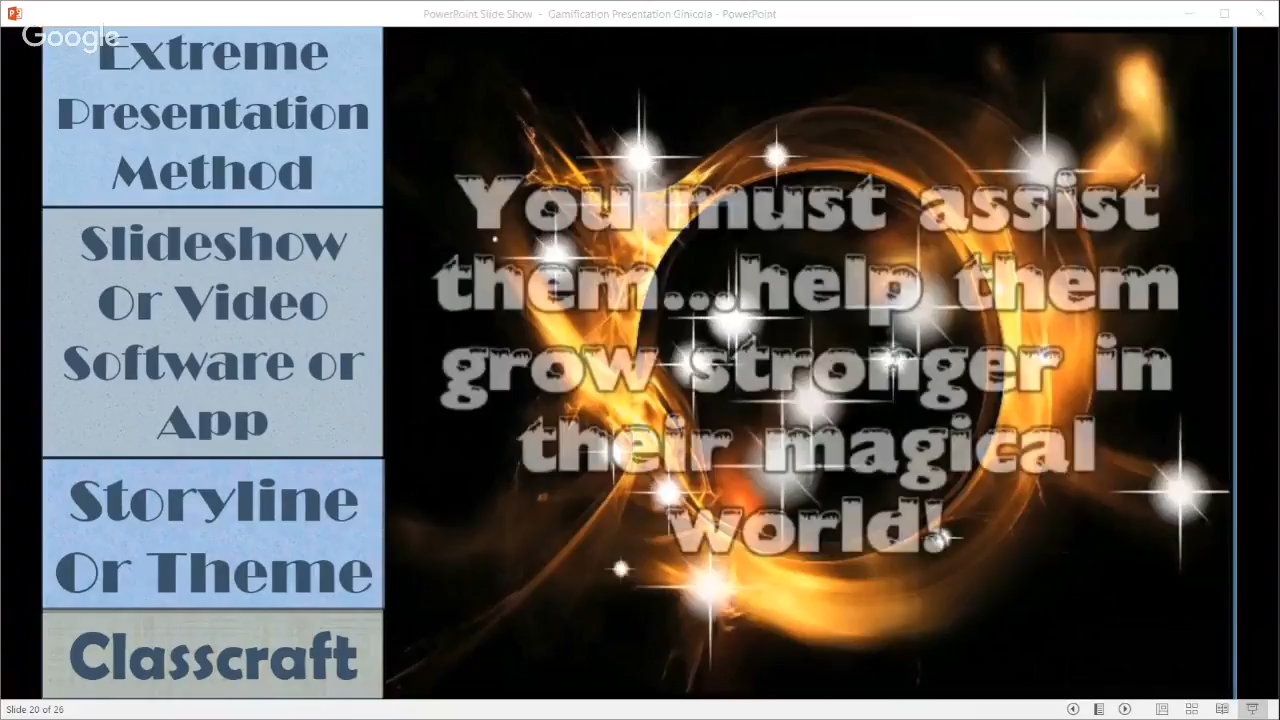 PowerPoint Slide Show - Gamification Presentation Ginicola - PowerPoint
Google
Extreme
Presentation
Method
Slideshow
Or Video
Software or
App
Storyline
Or Theme
Classcraft
You must assist
them...help them
grow stronger in
their magical
world!
Slide 20 of 26